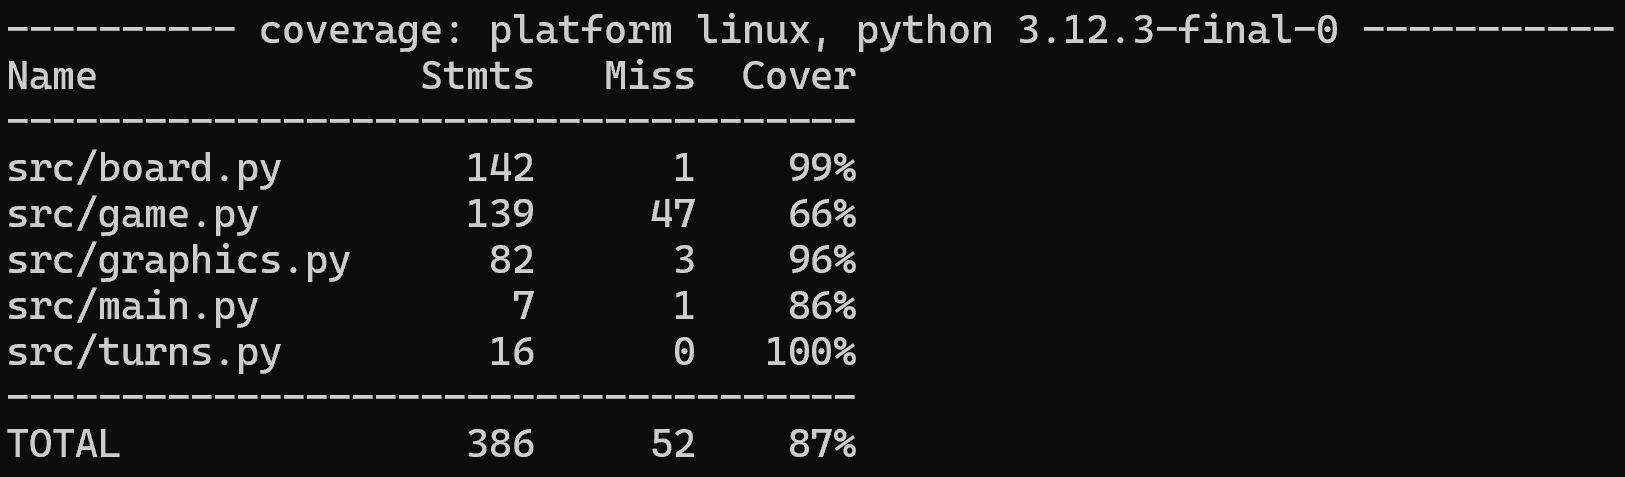 ---------- coverage: platform linux, python 3.12.3-final-0 -----------
Name              Stmts   Miss  Cover
-------------------------------------
src/board.py        142      1    99%
src/game.py         139     47    66%
src/graphics.py      82      3    96%
src/main.py           7      1    86%
src/turns.py         16      0   100%
-------------------------------------
TOTAL               386     52    87%